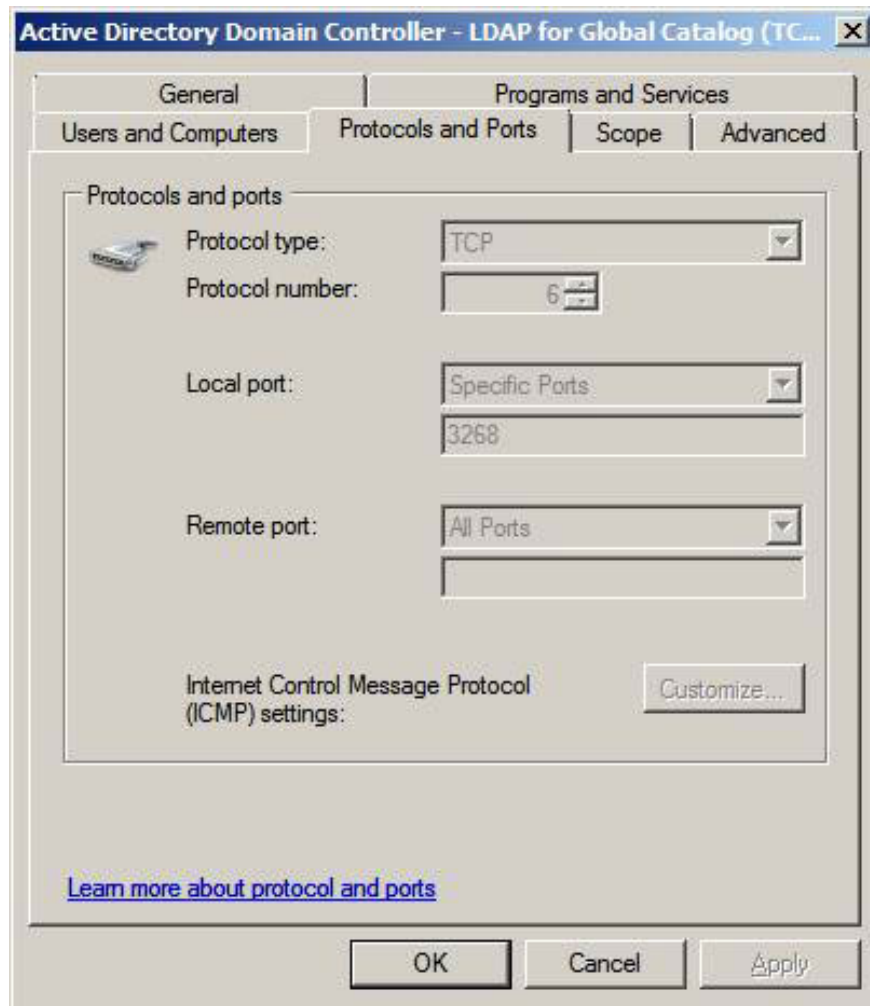 Active Directory Domain Controller - LDAP for Global Catalog (TC...
General Programs and Services
Users and Computers Protocols and Ports Scope Advanced
Protocols and ports
Protocol type: TCP
Protocol number: 6
Local port: Specific Ports
3268
Remote port: All Ports
Internet Control Message Protocol
(ICMP) settings:
Customize...
Learn more about protocol and ports
OK Cancel Apply